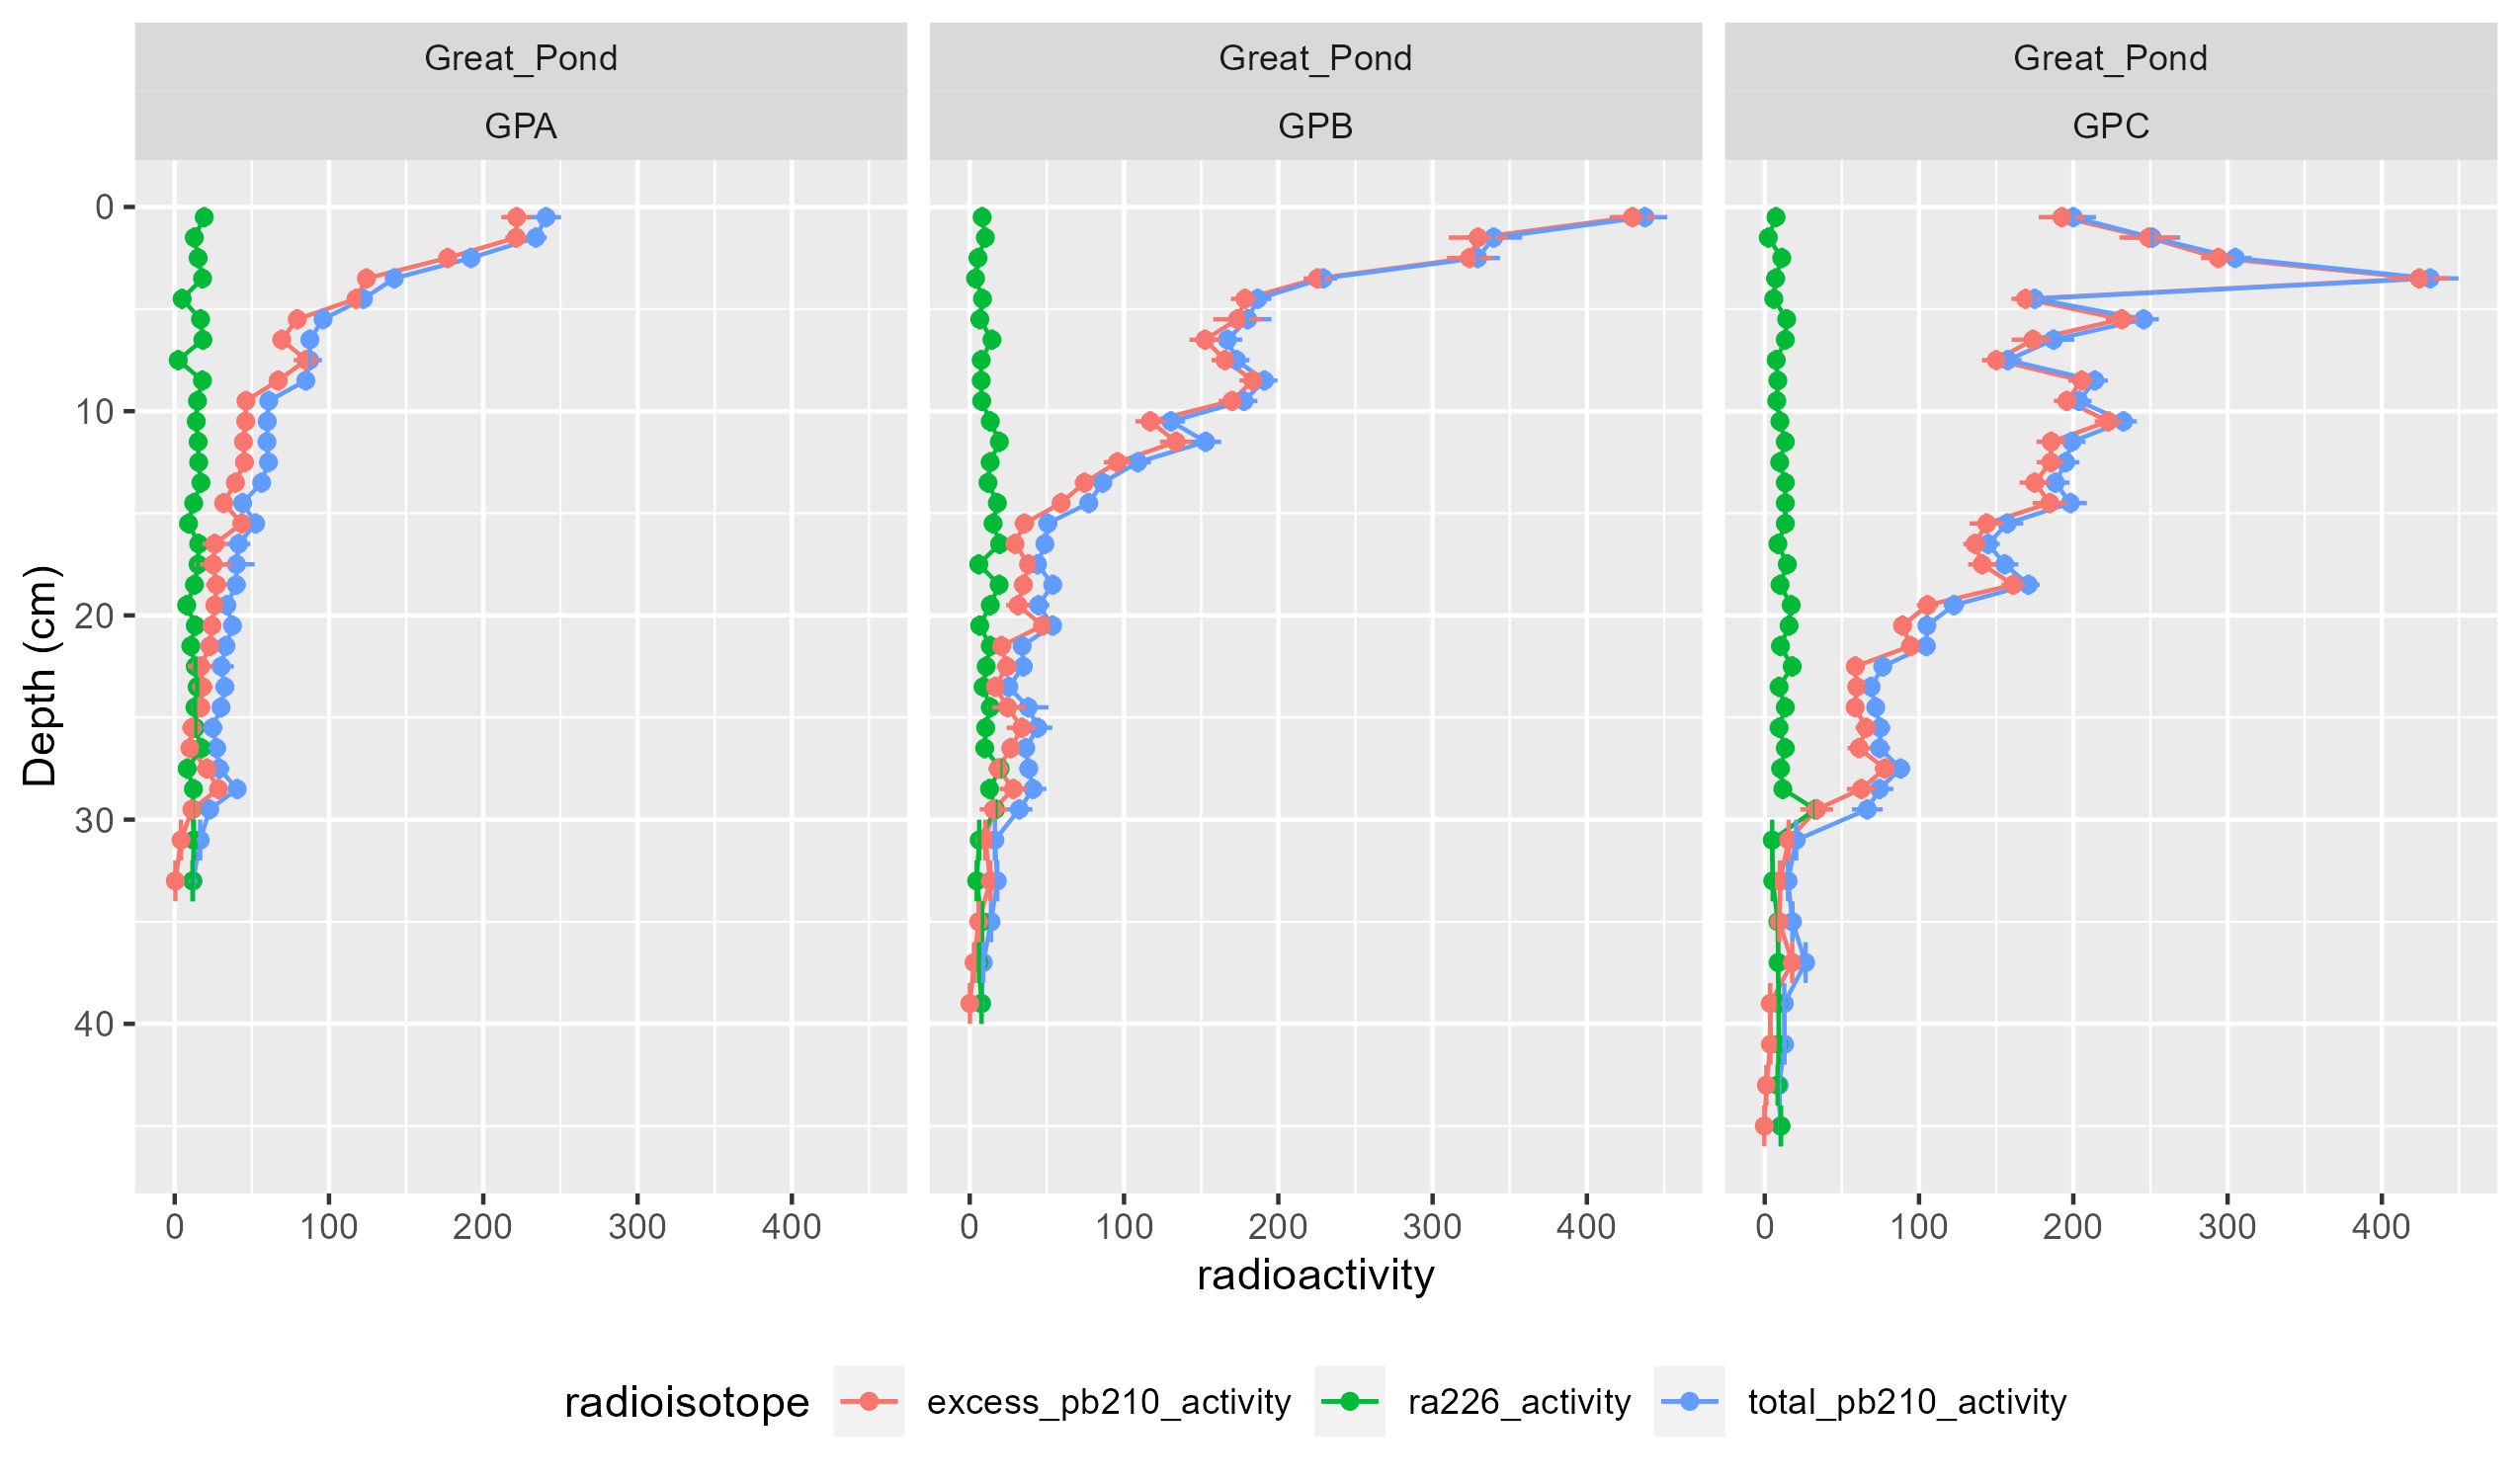 Great_Pond Great_Pond Great_Pond
GPA GPB GPC
0
10
20
30
40
Depth (cm)
0 100 200 300 400 0 100 200 300 400 0 100 200 300 400
radioactivity
radioisotope excess_pb210_activity ra226_activity total_pb210_activity